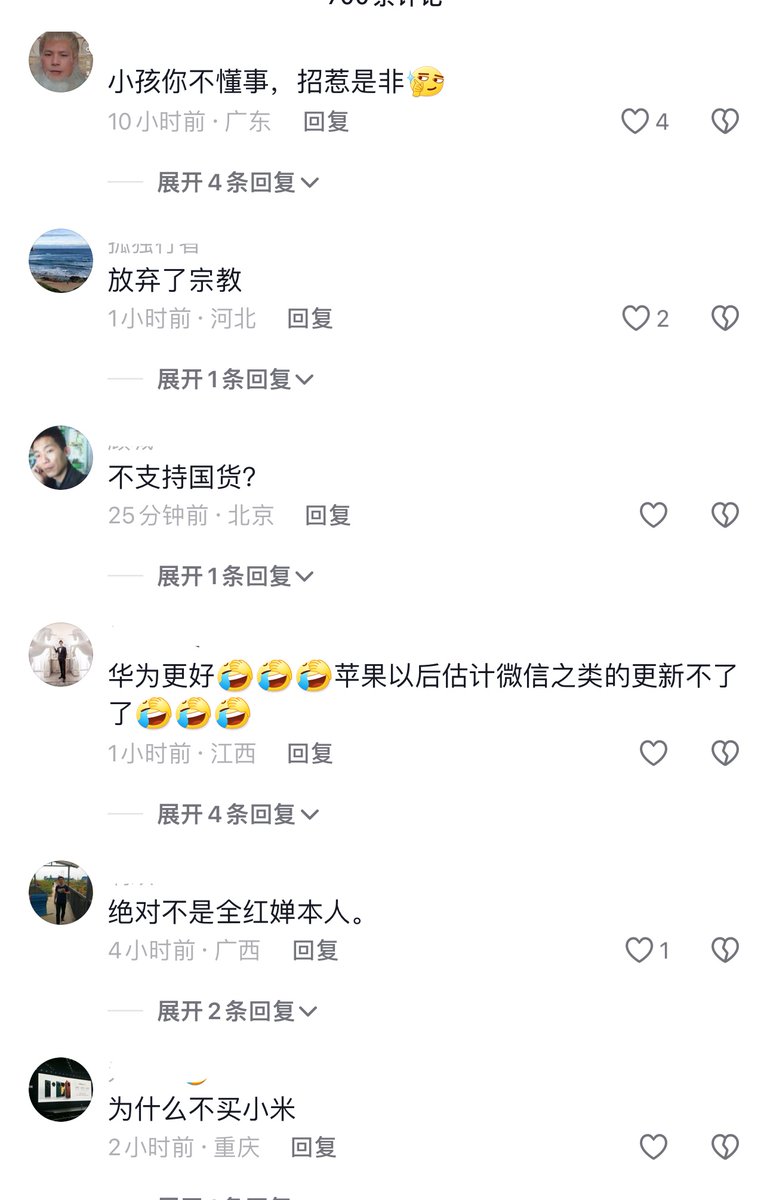 小孩你不懂事，招惹是非
10小时前·广东 回复 4
展开4条回复
孤独行者
放弃了宗教
1小时前·河北 回复 2
展开1条回复
不支持国货?
25分钟前·北京 回复
展开1条回复
华为更好🤣🤣🤣苹果以后估计微信之类的更新不了
了🤣🤣🤣
1小时前·江西 回复
展开4条回复
绝对不是全红婵本人。
4小时前·广西 回复 1
展开2条回复
为什么不买小米
2小时前·重庆 回复